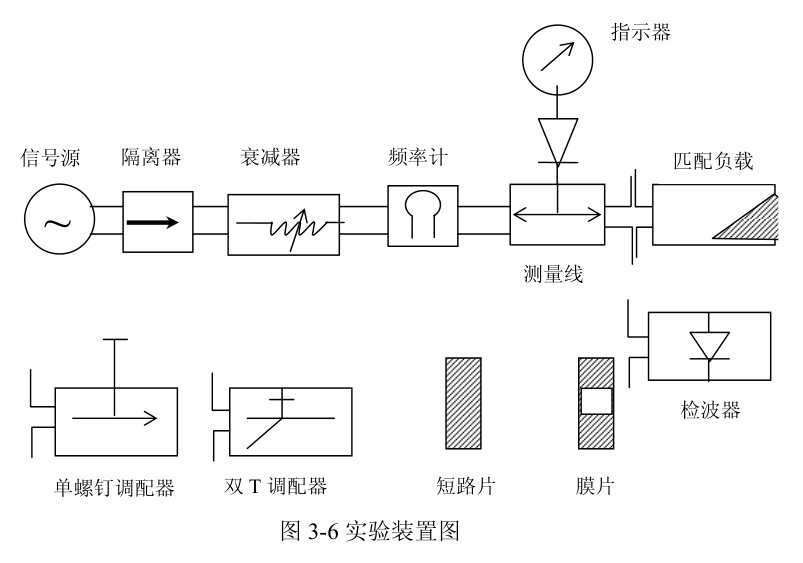 指示器
信号源 隔离器 衰减器 频率计 匹配负载
~
测量线
检波器
单螺钉调配器 双 T 调配器 短路片 膜片
图 3-6 实验装置图